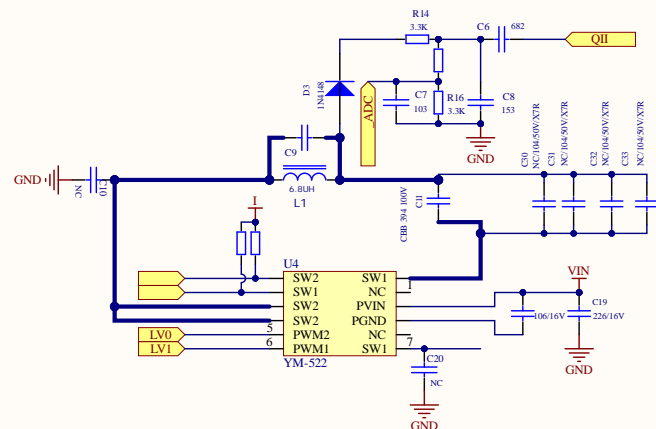 R14
3.3K
C6
682
QII
D3
1N4148
_ADC
C7
103
R16
3.3K
C8
153
GND
C9
6.8UH
L1
GND
NC
C10
C11
CBB 394 100V
C30
NC/104/50V/X7R
C31
NC/104/50V/X7R
C32
NC/104/50V/X7R
C33
NC/104/50V/X7R
I
U4
SW2
SW1
SW2
SW2
5
PWM2
6
PWM1
SW1
1
NC
PVIN
PGND
NC
SW1
7
YM-522
LV0
LV1
VIN
106/16V
C19
226/16V
GND
C20
NC
GND